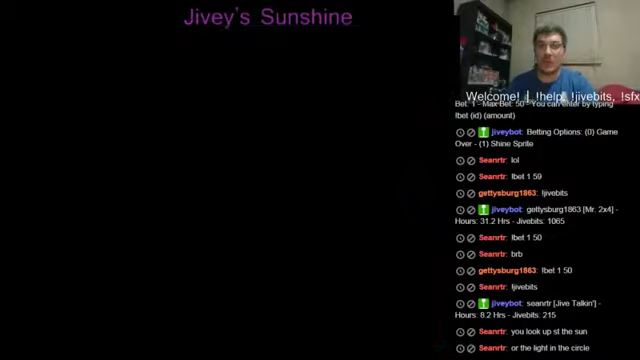 Jivey's Sunshine
Welcome! | !help, !jivebits, !sfx
Bet: 1 - Max Bet: 50 - You can enter by typing
!bet (id) (amount)
jiveybot: Betting Options: (0) Game
Over - (1) Shine Sprite
Seanrtr: lol
Seanrtr: !bet 1 59
gettysburg1863: !jivebits
jiveybot: gettysburg1863 [Mr. 2x4] -
Hours: 31.2 Hrs - Jivebits: 1065
Seanrtr: !bet 1 50
Seanrtr: brb
gettysburg1863: !bet 1 50
Seanrtr: !jivebits
jiveybot: seanrtr [Jive Talkin'] -
Hours: 8.2 Hrs - Jivebits: 215
Seanrtr: you look up st the sun
Seanrtr: or the light in the circle